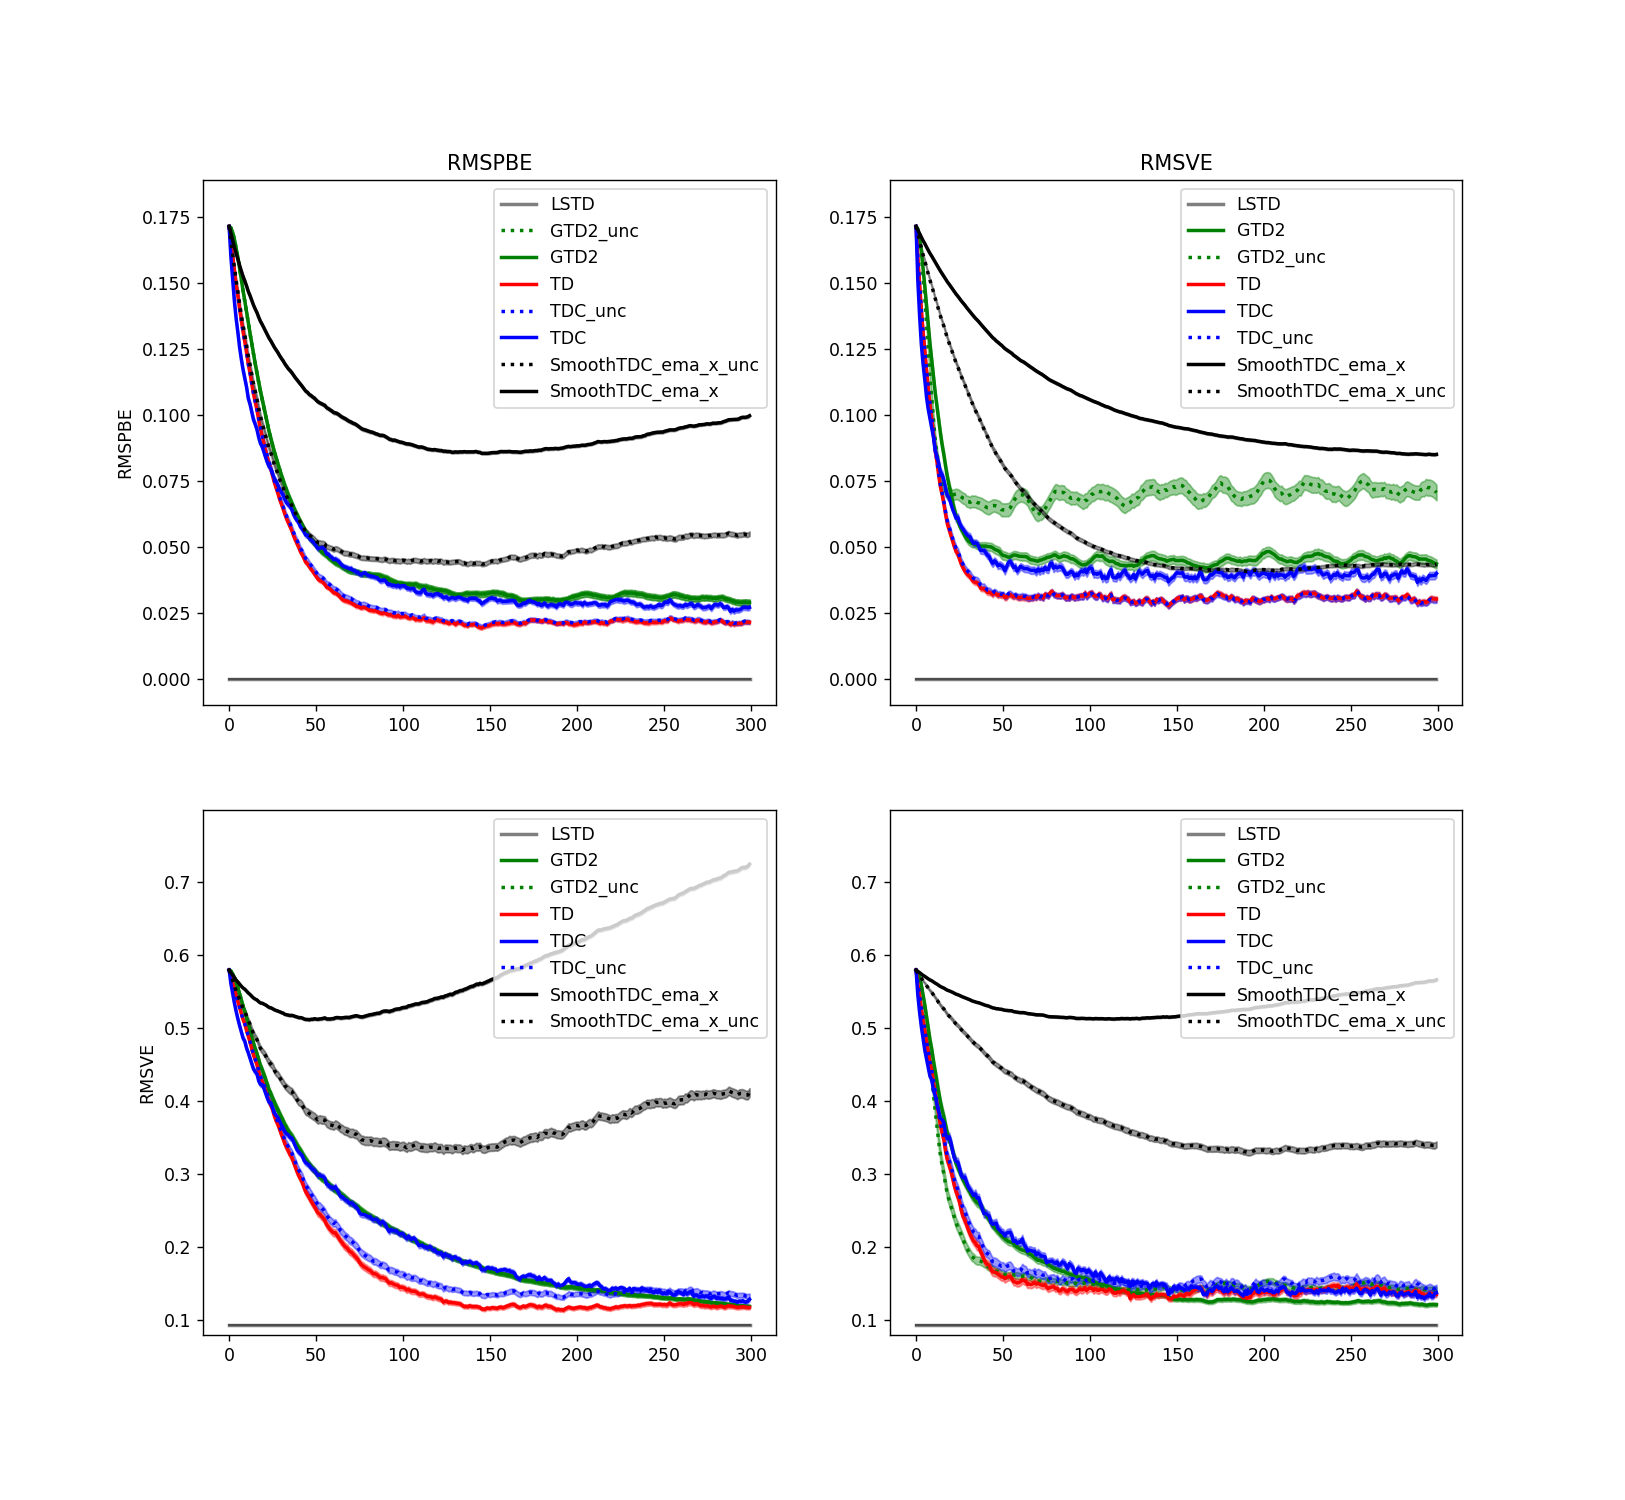 RMSPBE
RMSPBE
0.175
0.150
0.125
0.100
0.075
0.050
0.025
0.000
0 50 100 150 200 250 300
LSTD
GTD2_unc
GTD2
TD
TDC_unc
TDC
SmoothTDC_ema_x_unc
SmoothTDC_ema_x
RMSVE
0.175
0.150
0.125
0.100
0.075
0.050
0.025
0.000
0 50 100 150 200 250 300
LSTD
GTD2
GTD2_unc
TD
TDC
TDC_unc
SmoothTDC_ema_x
SmoothTDC_ema_x_unc
RMSVE
0.7
0.6
0.5
0.4
0.3
0.2
0.1
0 50 100 150 200 250 300
LSTD
GTD2
GTD2_unc
TD
TDC
TDC_unc
SmoothTDC_ema_x
SmoothTDC_ema_x_unc
0.7
0.6
0.5
0.4
0.3
0.2
0.1
0 50 100 150 200 250 300
LSTD
GTD2
GTD2_unc
TD
TDC
TDC_unc
SmoothTDC_ema_x
SmoothTDC_ema_x_unc